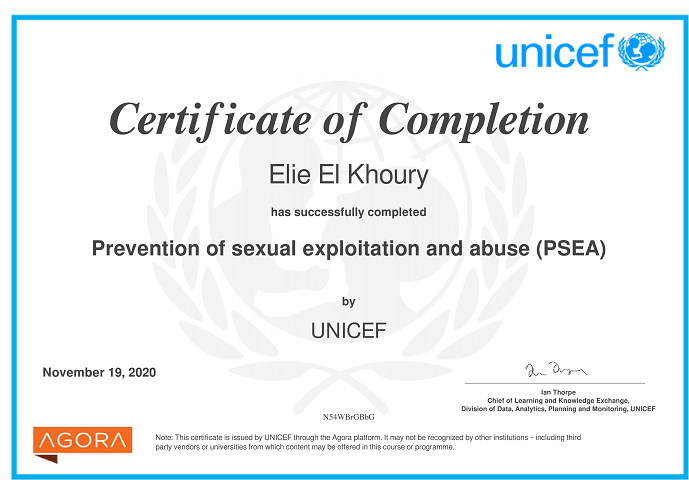 unicef
Certificate of Completion
Elie El Khoury
has successfully completed
Prevention of sexual exploitation and abuse (PSEA)
by
UNICEF
November 19, 2020
Ian Thorpe
Chief of Learning and Knowledge Exchange,
Division of Data, Analytics, Planning and Monitoring, UNICEF
N54WBrGBbG
AGORA
Note: This certificate is issued by UNICEF through the Agora platform. It may not be recognized by other institutions – including third
party vendors or universities from which content may be offered in this course or programme.